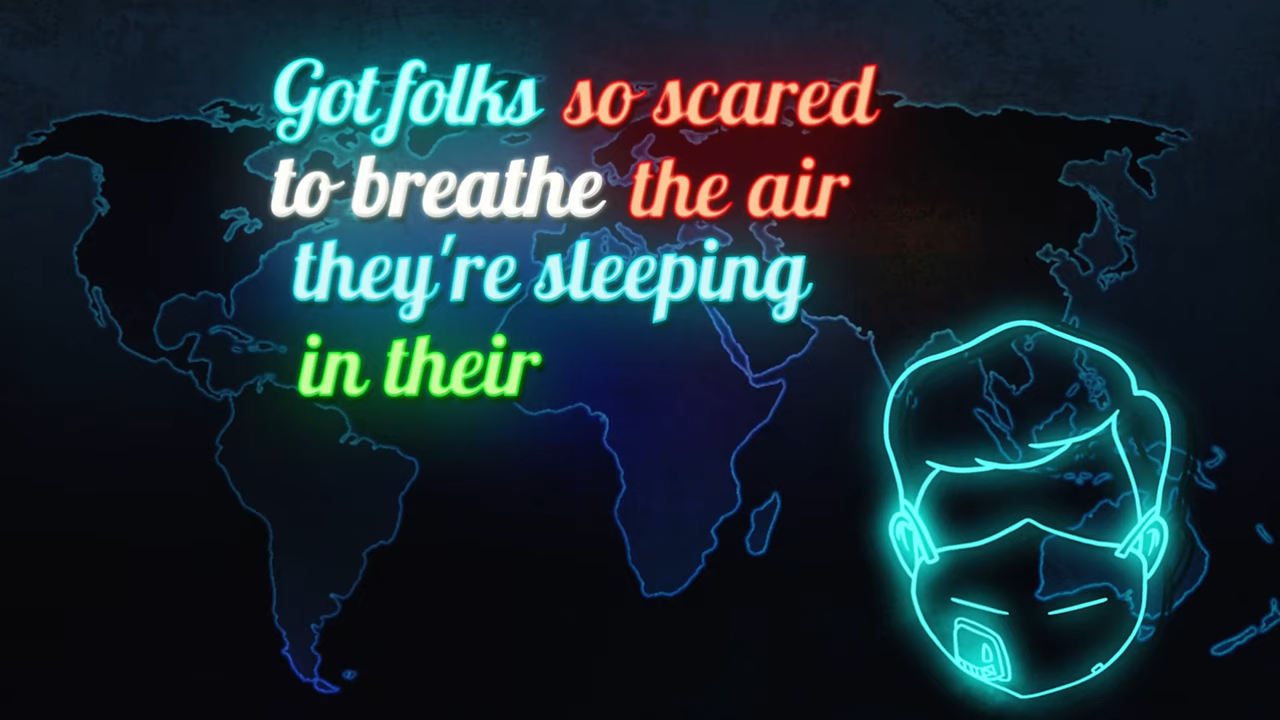 Got folks so scared
to breathe the air
they're sleeping
in their